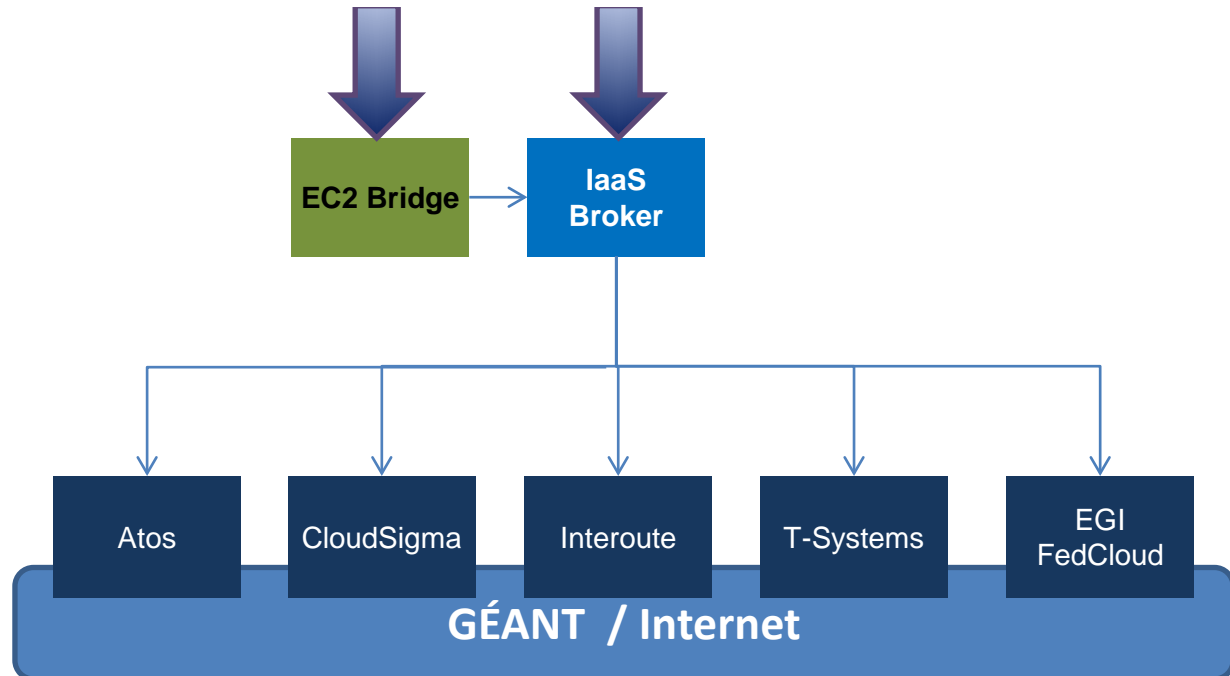 EC2 Bridge
IaaS
Broker
Atos
CloudSigma
Interoute
T-Systems
EGI
FedCloud
GÉANT / Internet